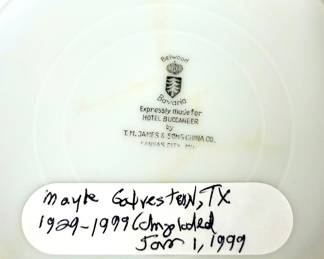 Belwood
Bavaria
Expressly made for
HOTEL BUCCANEER
by
T.M. JAMES & SONS CHINA CO.
KANSAS CITY, MO.
maybe Galveston, TX
1929-1999
Jan 1, 1999